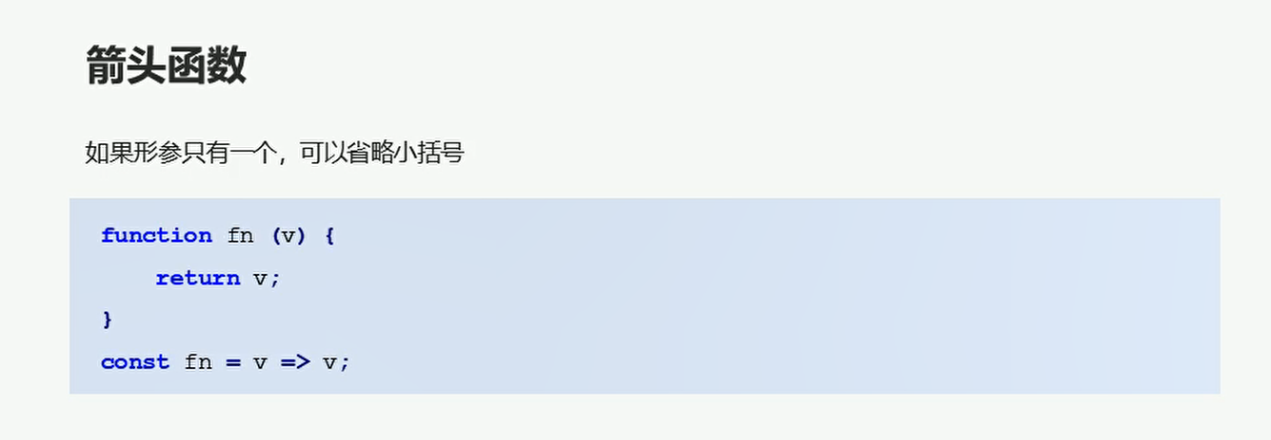 箭头函数
如果形参只有一个，可以省略小括号
function fn (v) {
    return v;
}
const fn = v => v;